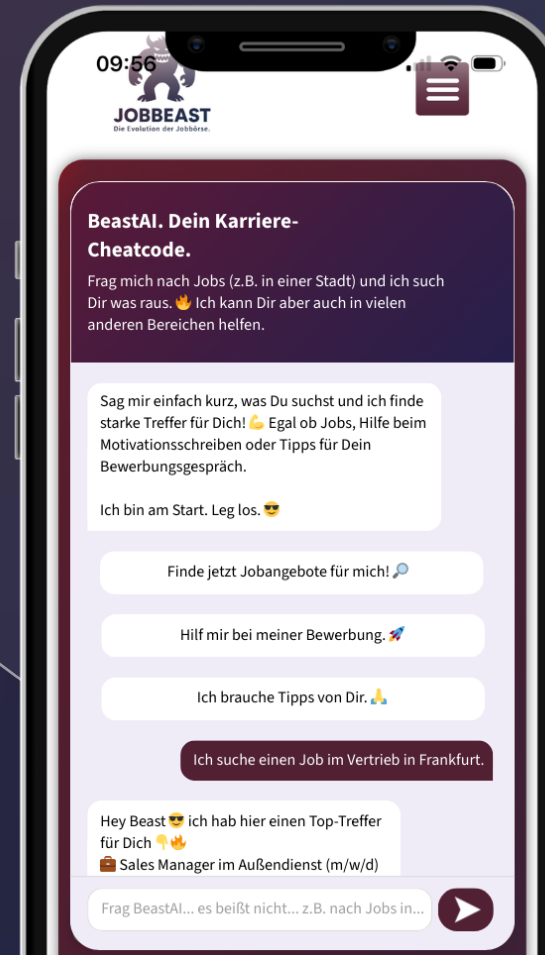 09:56
JOBBEAST
Die Evolution der Jobbörse.
BeastAI. Dein Karriere-
Cheatcode.
Frag mich nach Jobs (z.B. in einer Stadt) und ich such
Dir was raus. 🔥 Ich kann Dir aber auch in vielen
anderen Bereichen helfen.
Sag mir einfach kurz, was Du suchst und ich finde
starke Treffer für Dich! 💪 Egal ob Jobs, Hilfe beim
Motivationsschreiben oder Tipps für Dein
Bewerbungsgespräch.
Ich bin am Start. Leg los. 😎
Finde jetzt Jobangebote für mich! 🔎
Hilf mir bei meiner Bewerbung. 🚀
Ich brauche Tipps von Dir. 🙏
Ich suche einen Job im Vertrieb in Frankfurt.
Hey Beast 😎 ich hab hier einen Top-Treffer
für Dich 👇🔥
💼 Sales Manager im Außendienst (m/w/d)
Frag BeastAI... es beißt nicht... z.B. nach Jobs in...